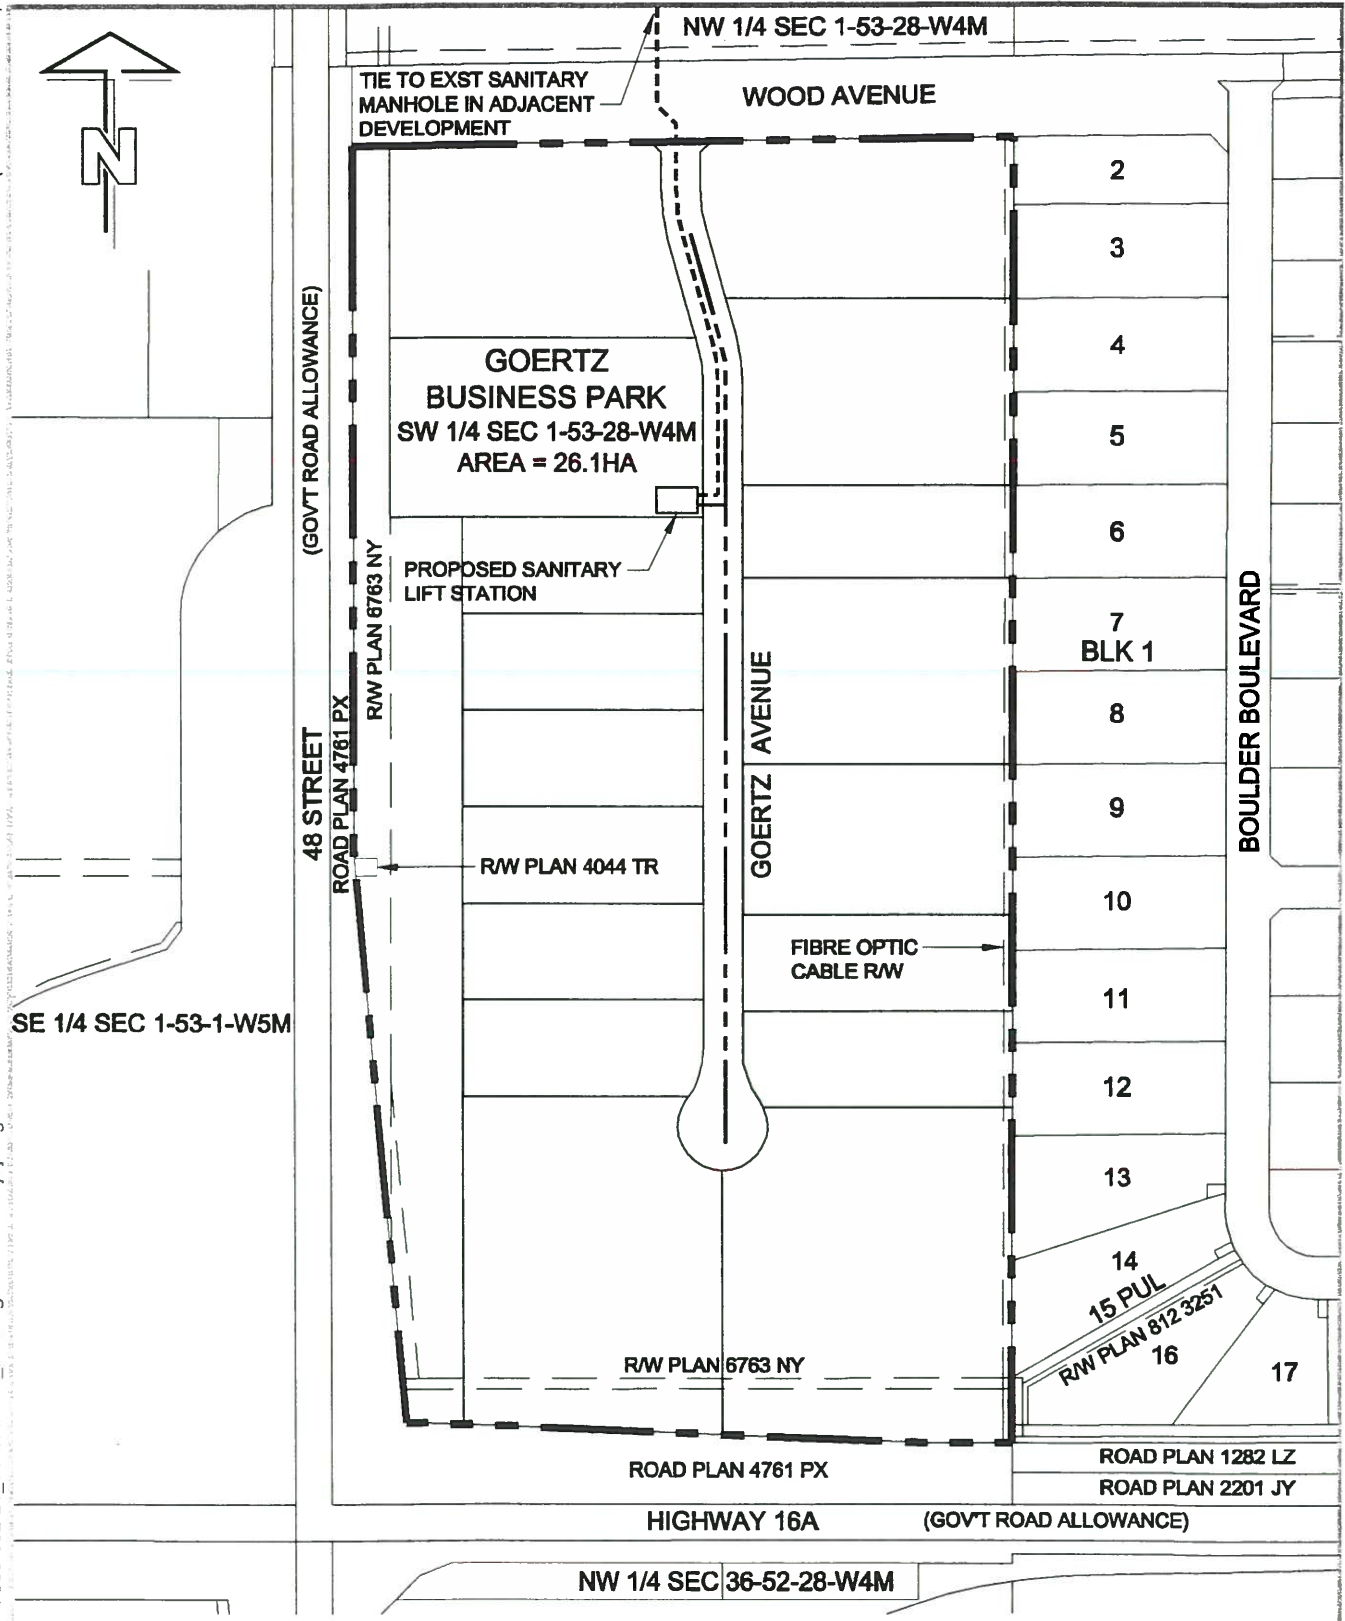 NW 1/4 SEC 1-53-28-W4M
TIE TO EXST SANITARY
MANHOLE IN ADJACENT
DEVELOPMENT
WOOD AVENUE
N
2
3
4
5
6
7
BLK 1
8
9
10
11
12
13
14
15 PUL
R/W PLAN 812 3251
16
17
(GOV'T ROAD ALLOWANCE)
GOERTZ
BUSINESS PARK
SW 1/4 SEC 1-53-28-W4M
AREA = 26.1HA
PROPOSED SANITARY
LIFT STATION
R/W PLAN 6763 NY
48 STREET
ROAD PLAN 4761 PX
GOERTZ AVENUE
BOULDER BOULEVARD
R/W PLAN 4044 TR
FIBRE OPTIC
CABLE R/W
SE 1/4 SEC 1-53-1-W5M
R/W PLAN 6763 NY
ROAD PLAN 4761 PX
ROAD PLAN 1282 LZ
ROAD PLAN 2201 JY
HIGHWAY 16A
(GOV'T ROAD ALLOWANCE)
NW 1/4 SEC 36-52-28-W4M